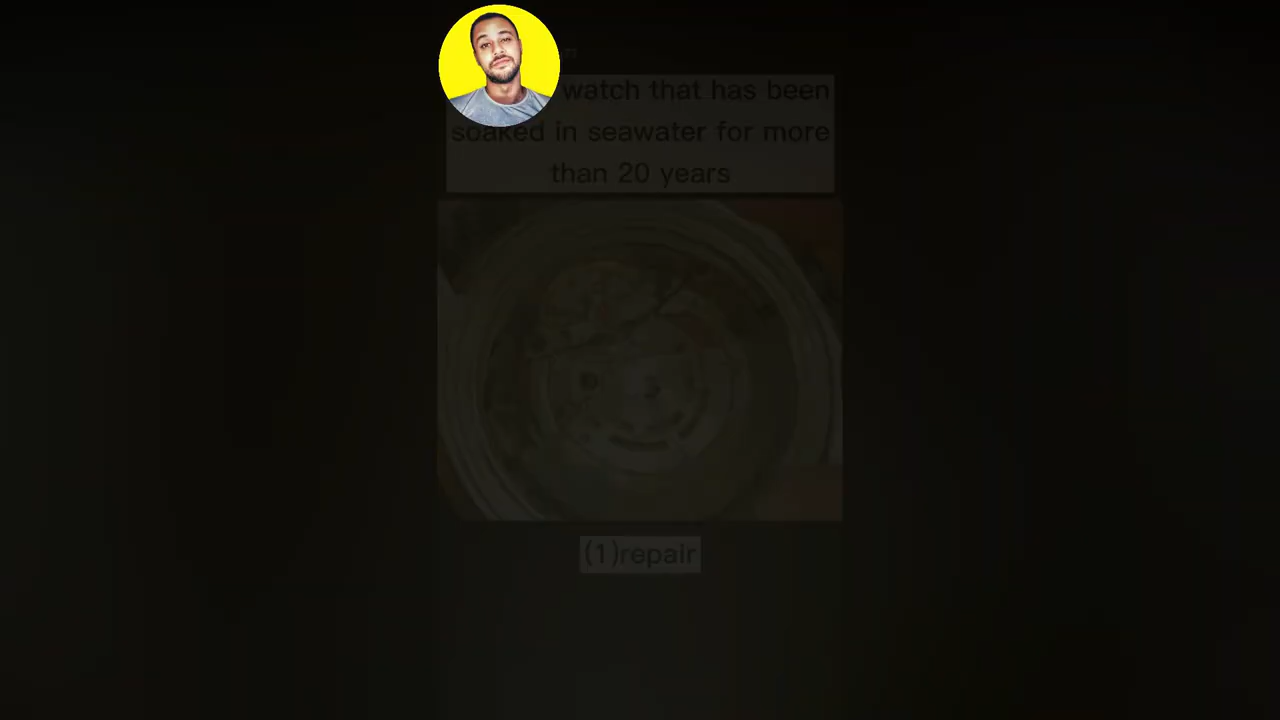 watch that has been
soaked in seawater for more
than 20 years
(1)repair